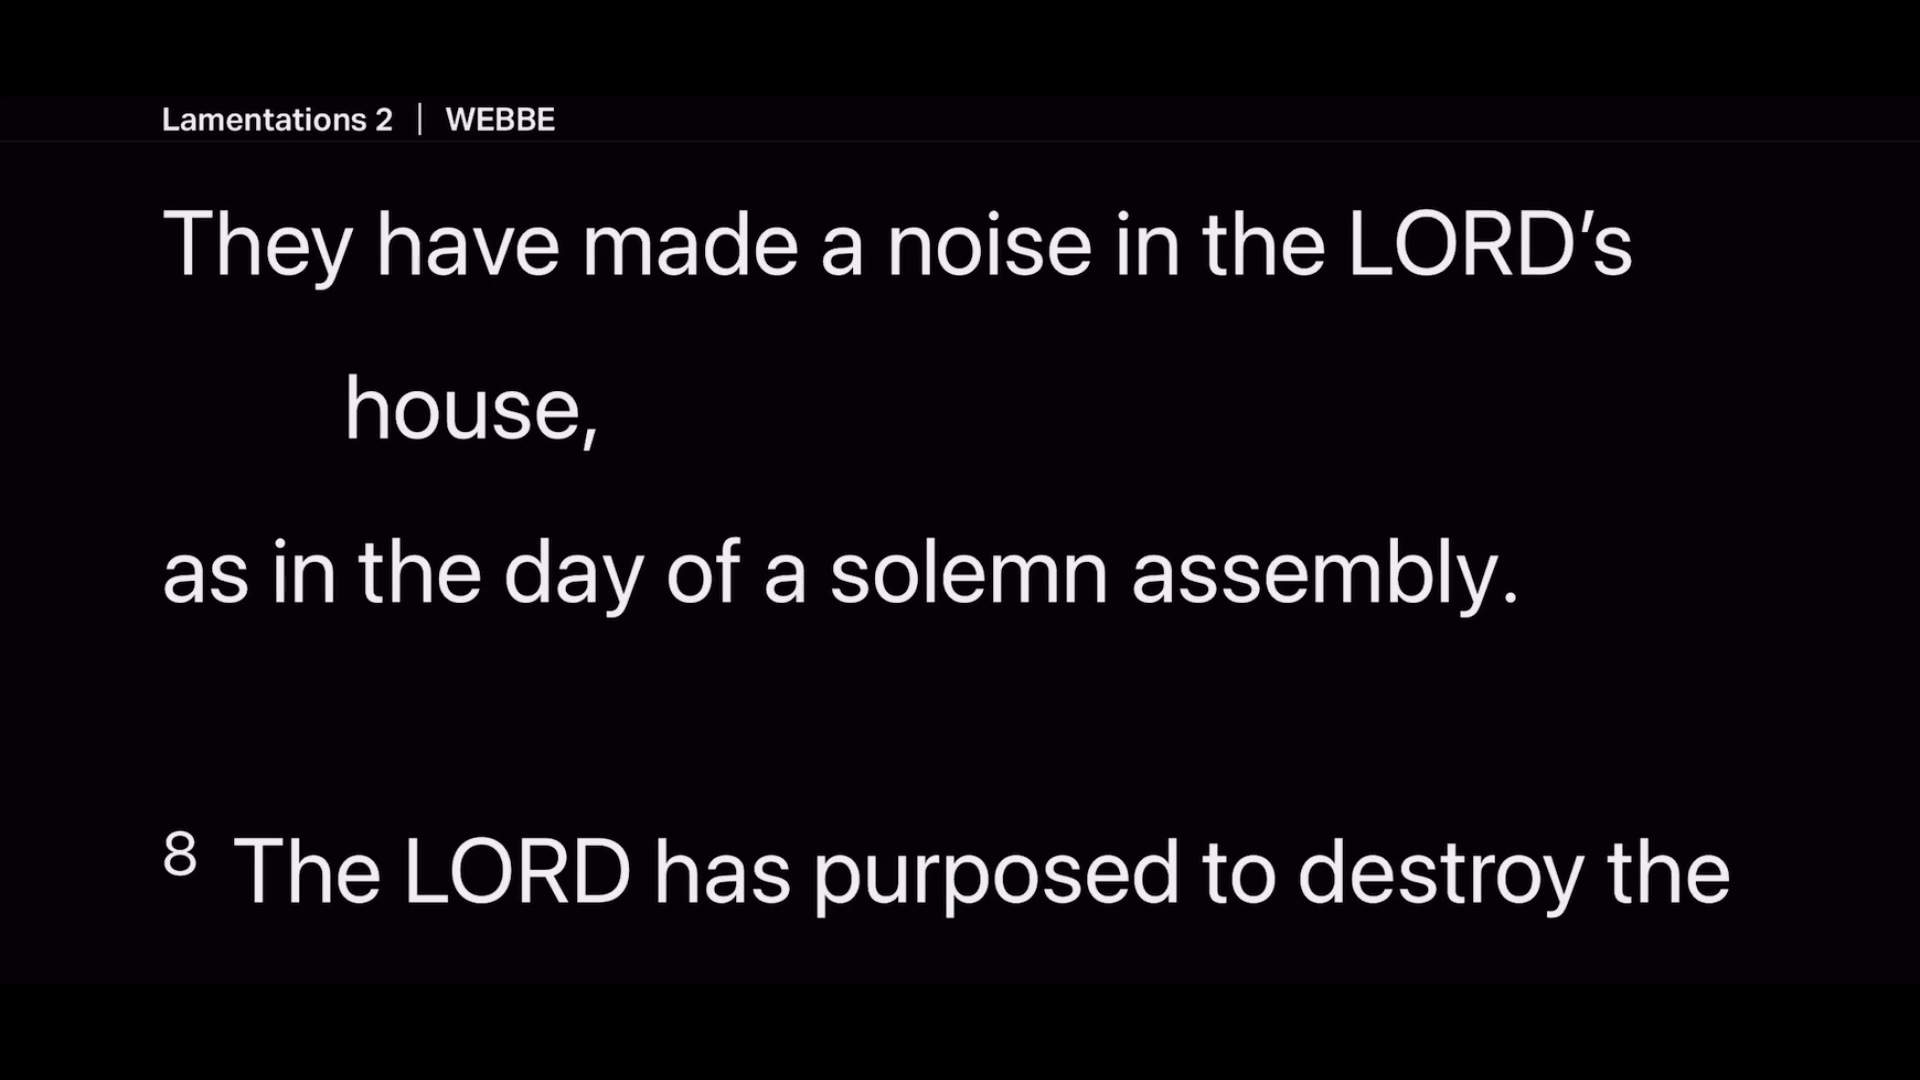 Lamentations 2 | WEBBE
They have made a noise in the LORD’s
house,
as in the day of a solemn assembly.
8 The LORD has purposed to destroy the